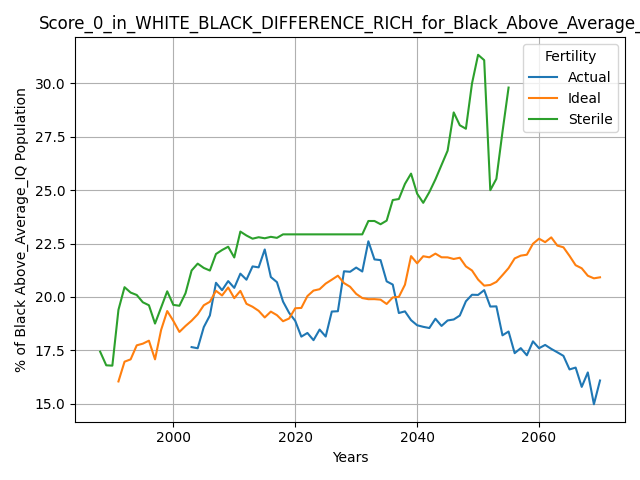 Score_0_in_WHITE_BLACK_DIFFERENCE_RICH_for_Black_Above_Average_
% of Black Above_Average_IQ Population
30.0
27.5
25.0
22.5
20.0
17.5
15.0
Fertility
Actual
Ideal
Sterile
2000
2020
2040
2060
Years